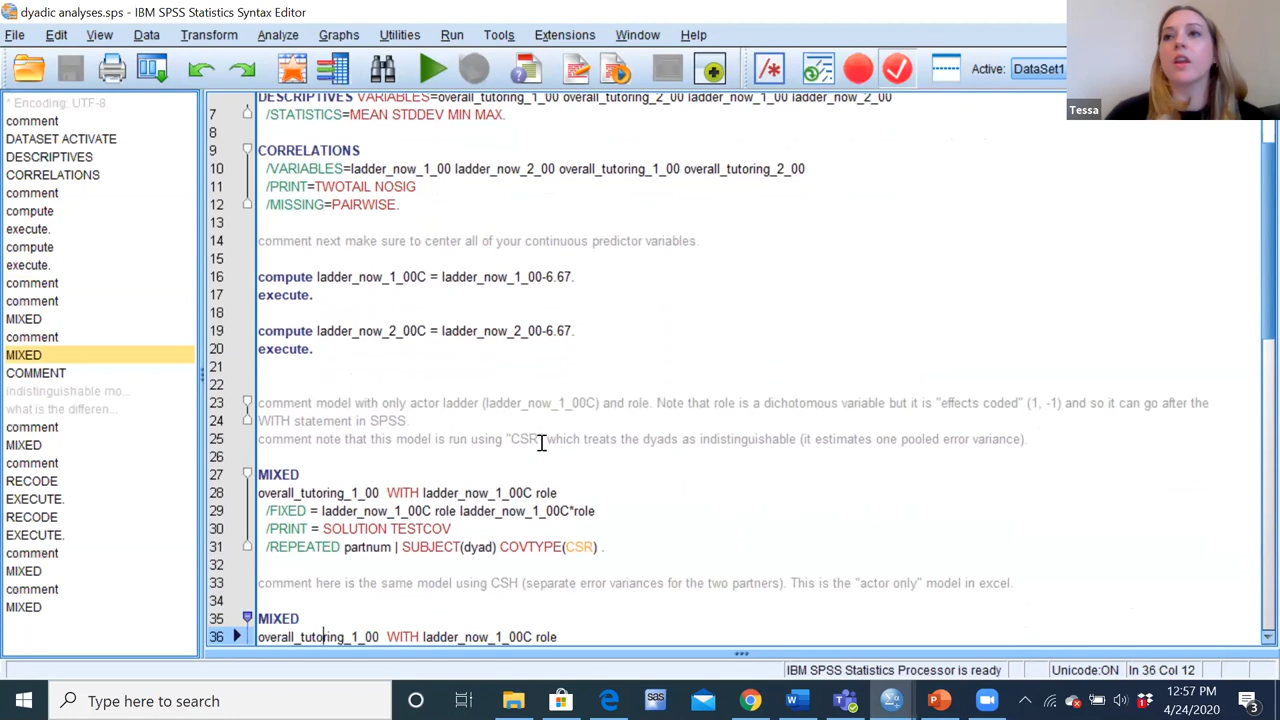 dyadic analyses.sps - IBM SPSS Statistics Syntax Editor
File Edit View Data Transform Analyze Graphs Utilities Run Tools Extensions Window Help
Active: DataSet1
Tessa
* Encoding: UTF-8
comment
DATASET ACTIVATE
DESCRIPTIVES
CORRELATIONS
comment
compute
execute.
compute
execute.
comment
comment
MIXED
comment
MIXED
COMMENT
indistinguishable mo...
what is the differen...
comment
MIXED
comment
RECODE
EXECUTE.
RECODE
EXECUTE.
comment
MIXED
comment
MIXED
DESCRIPTIVES VARIABLES=overall_tutoring_1_00 overall_tutoring_2_00 ladder_now_1_00 ladder_now_2_00
7 /STATISTICS=MEAN STDDEV MIN MAX.
8
9 CORRELATIONS
10 /VARIABLES=ladder_now_1_00 ladder_now_2_00 overall_tutoring_1_00 overall_tutoring_2_00
11 /PRINT=TWOTAIL NOSIG
12 /MISSING=PAIRWISE.
13
14 comment next make sure to center all of your continuous predictor variables.
15
16 compute ladder_now_1_00C = ladder_now_1_00-6.67.
17 execute.
18
19 compute ladder_now_2_00C = ladder_now_2_00-6.67.
20 execute.
21
22
23 comment model with only actor ladder (ladder_now_1_00C) and role. Note that role is a dichotomous variable but it is "effects coded" (1, -1) and so it can go after the
24 WITH statement in SPSS.
25 comment note that this model is run using "CSR" which treats the dyads as indistinguishable (it estimates one pooled error variance).
26
27 MIXED
28 overall_tutoring_1_00 WITH ladder_now_1_00C role
29 /FIXED = ladder_now_1_00C role ladder_now_1_00C*role
30 /PRINT = SOLUTION TESTCOV
31 /REPEATED partnum | SUBJECT(dyad) COVTYPE(CSR) .
32
33 comment here is the same model using CSH (separate error variances for the two partners). This is the "actor only" model in excel.
34
35 MIXED
36 overall_tutoring_1_00 WITH ladder_now_1_00C role
IBM SPSS Statistics Processor is ready Unicode:ON In 36 Col 12
Type here to search
sas
12:57 PM
4/24/2020
3